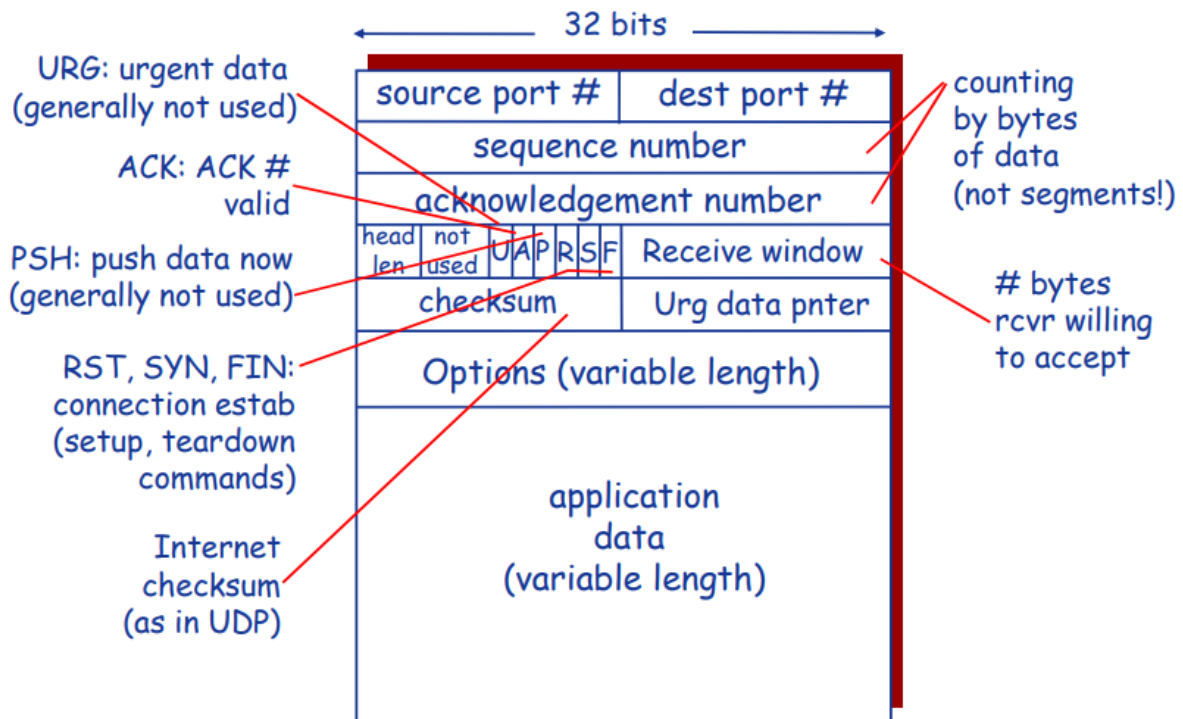 32 bits
URG: urgent data
(generally not used)
ACK: ACK #
valid
PSH: push data now
(generally not used)
RST, SYN, FIN:
connection estab
(setup, teardown
commands)
Internet
checksum
(as in UDP)
source port #
dest port #
sequence number
acknowledgement number
head
len
not
used
U A P R S F
Receive window
checksum
Urg data pnter
Options (variable length)
application
data
(variable length)
counting
by bytes
of data
(not segments!)
# bytes
rcvr willing
to accept